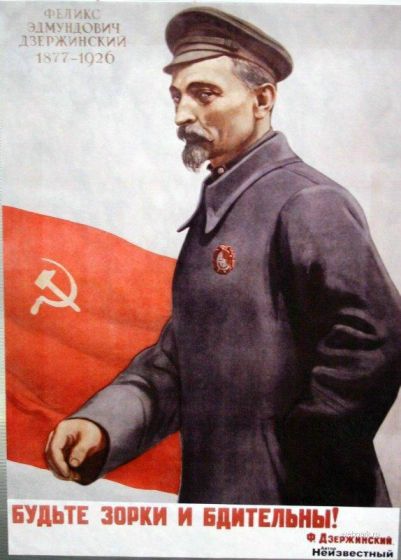 ФЕЛИКС
ЭДМУНДОВИЧ
ДЗЕРЖИНСКИЙ
1877-1926
БУДЬТЕ ЗОРКИ И БДИТЕЛЬНЫ!
Ф. ДЗЕРЖИНСКИЙ.
Автор
Неизвестный